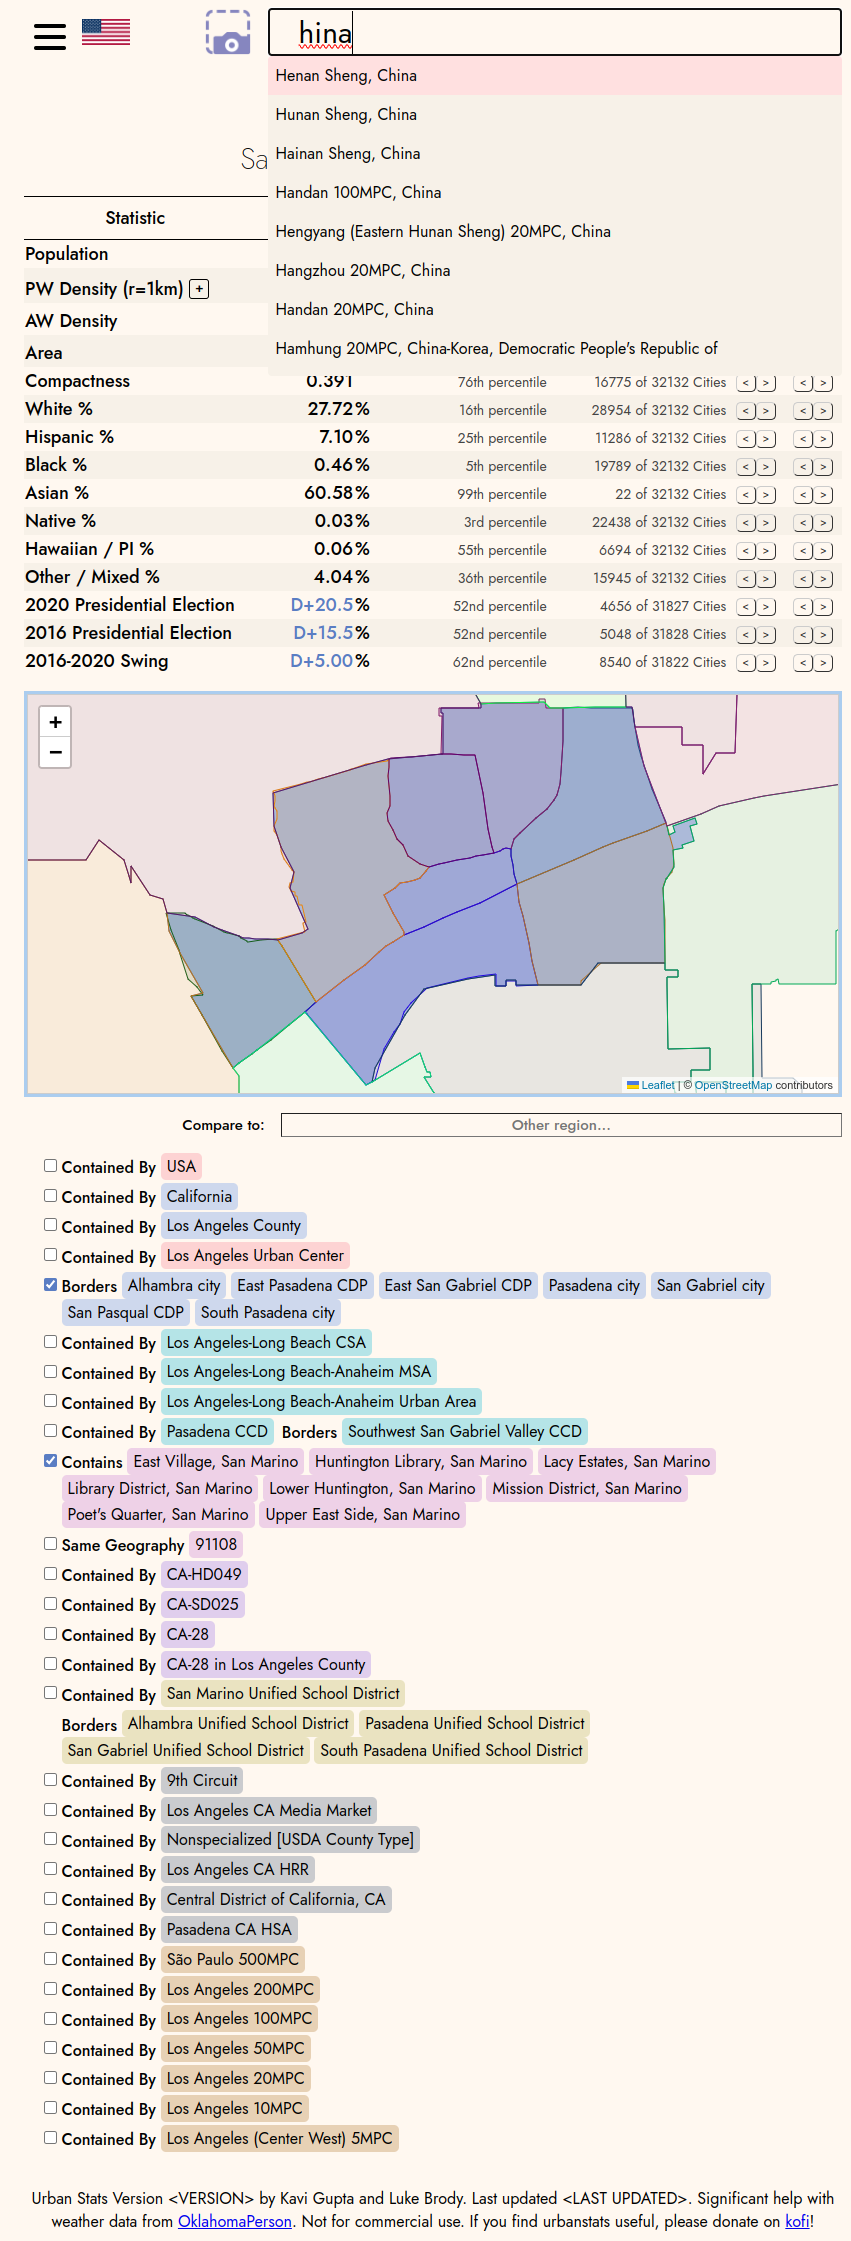 hina
Henan Sheng, China
Hunan Sheng, China
Hainan Sheng, China
Handan 100MPC, China
Hengyang (Eastern Hunan Sheng) 20MPC, China
Hangzhou 20MPC, China
Handan 20MPC, China
Hamhung 20MPC, China-Korea, Democratic People's Republic of
Sa
Statistic
Population
PW Density (r=1km) +
AW Density
Area
Compactness 0.391 76th percentile 16775 of 32132 Cities < > < >
White % 27.72% 16th percentile 28954 of 32132 Cities < > < >
Hispanic % 7.10% 25th percentile 11286 of 32132 Cities < > < >
Black % 0.46% 5th percentile 19789 of 32132 Cities < > < >
Asian % 60.58% 99th percentile 22 of 32132 Cities < > < >
Native % 0.03% 3rd percentile 22438 of 32132 Cities < > < >
Hawaiian / PI % 0.06% 55th percentile 6694 of 32132 Cities < > < >
Other / Mixed % 4.04% 36th percentile 15945 of 32132 Cities < > < >
2020 Presidential Election D+20.5% 52nd percentile 4656 of 31827 Cities < > < >
2016 Presidential Election D+15.5% 52nd percentile 5048 of 31828 Cities < > < >
2016-2020 Swing D+5.00% 62nd percentile 8540 of 31822 Cities < > < >
+
−
Leaflet | © OpenStreetMap contributors
Compare to: Other region...
Contained By USA
Contained By California
Contained By Los Angeles County
Contained By Los Angeles Urban Center
Borders Alhambra city East Pasadena CDP East San Gabriel CDP Pasadena city San Gabriel city
San Pasqual CDP South Pasadena city
Contained By Los Angeles-Long Beach CSA
Contained By Los Angeles-Long Beach-Anaheim MSA
Contained By Los Angeles-Long Beach-Anaheim Urban Area
Contained By Pasadena CCD Borders Southwest San Gabriel Valley CCD
Contains East Village, San Marino Huntington Library, San Marino Lacy Estates, San Marino
Library District, San Marino Lower Huntington, San Marino Mission District, San Marino
Poet's Quarter, San Marino Upper East Side, San Marino
Same Geography 91108
Contained By CA-HD049
Contained By CA-SD025
Contained By CA-28
Contained By CA-28 in Los Angeles County
Contained By San Marino Unified School District
Borders Alhambra Unified School District Pasadena Unified School District
San Gabriel Unified School District South Pasadena Unified School District
Contained By 9th Circuit
Contained By Los Angeles CA Media Market
Contained By Nonspecialized [USDA County Type]
Contained By Los Angeles CA HRR
Contained By Central District of California, CA
Contained By Pasadena CA HSA
Contained By São Paulo 500MPC
Contained By Los Angeles 200MPC
Contained By Los Angeles 100MPC
Contained By Los Angeles 50MPC
Contained By Los Angeles 20MPC
Contained By Los Angeles 10MPC
Contained By Los Angeles (Center West) 5MPC
Urban Stats Version <VERSION> by Kavi Gupta and Luke Brody. Last updated <LAST UPDATED>. Significant help with
weather data from OklahomaPerson. Not for commercial use. If you find urbanstats useful, please donate on kofi!